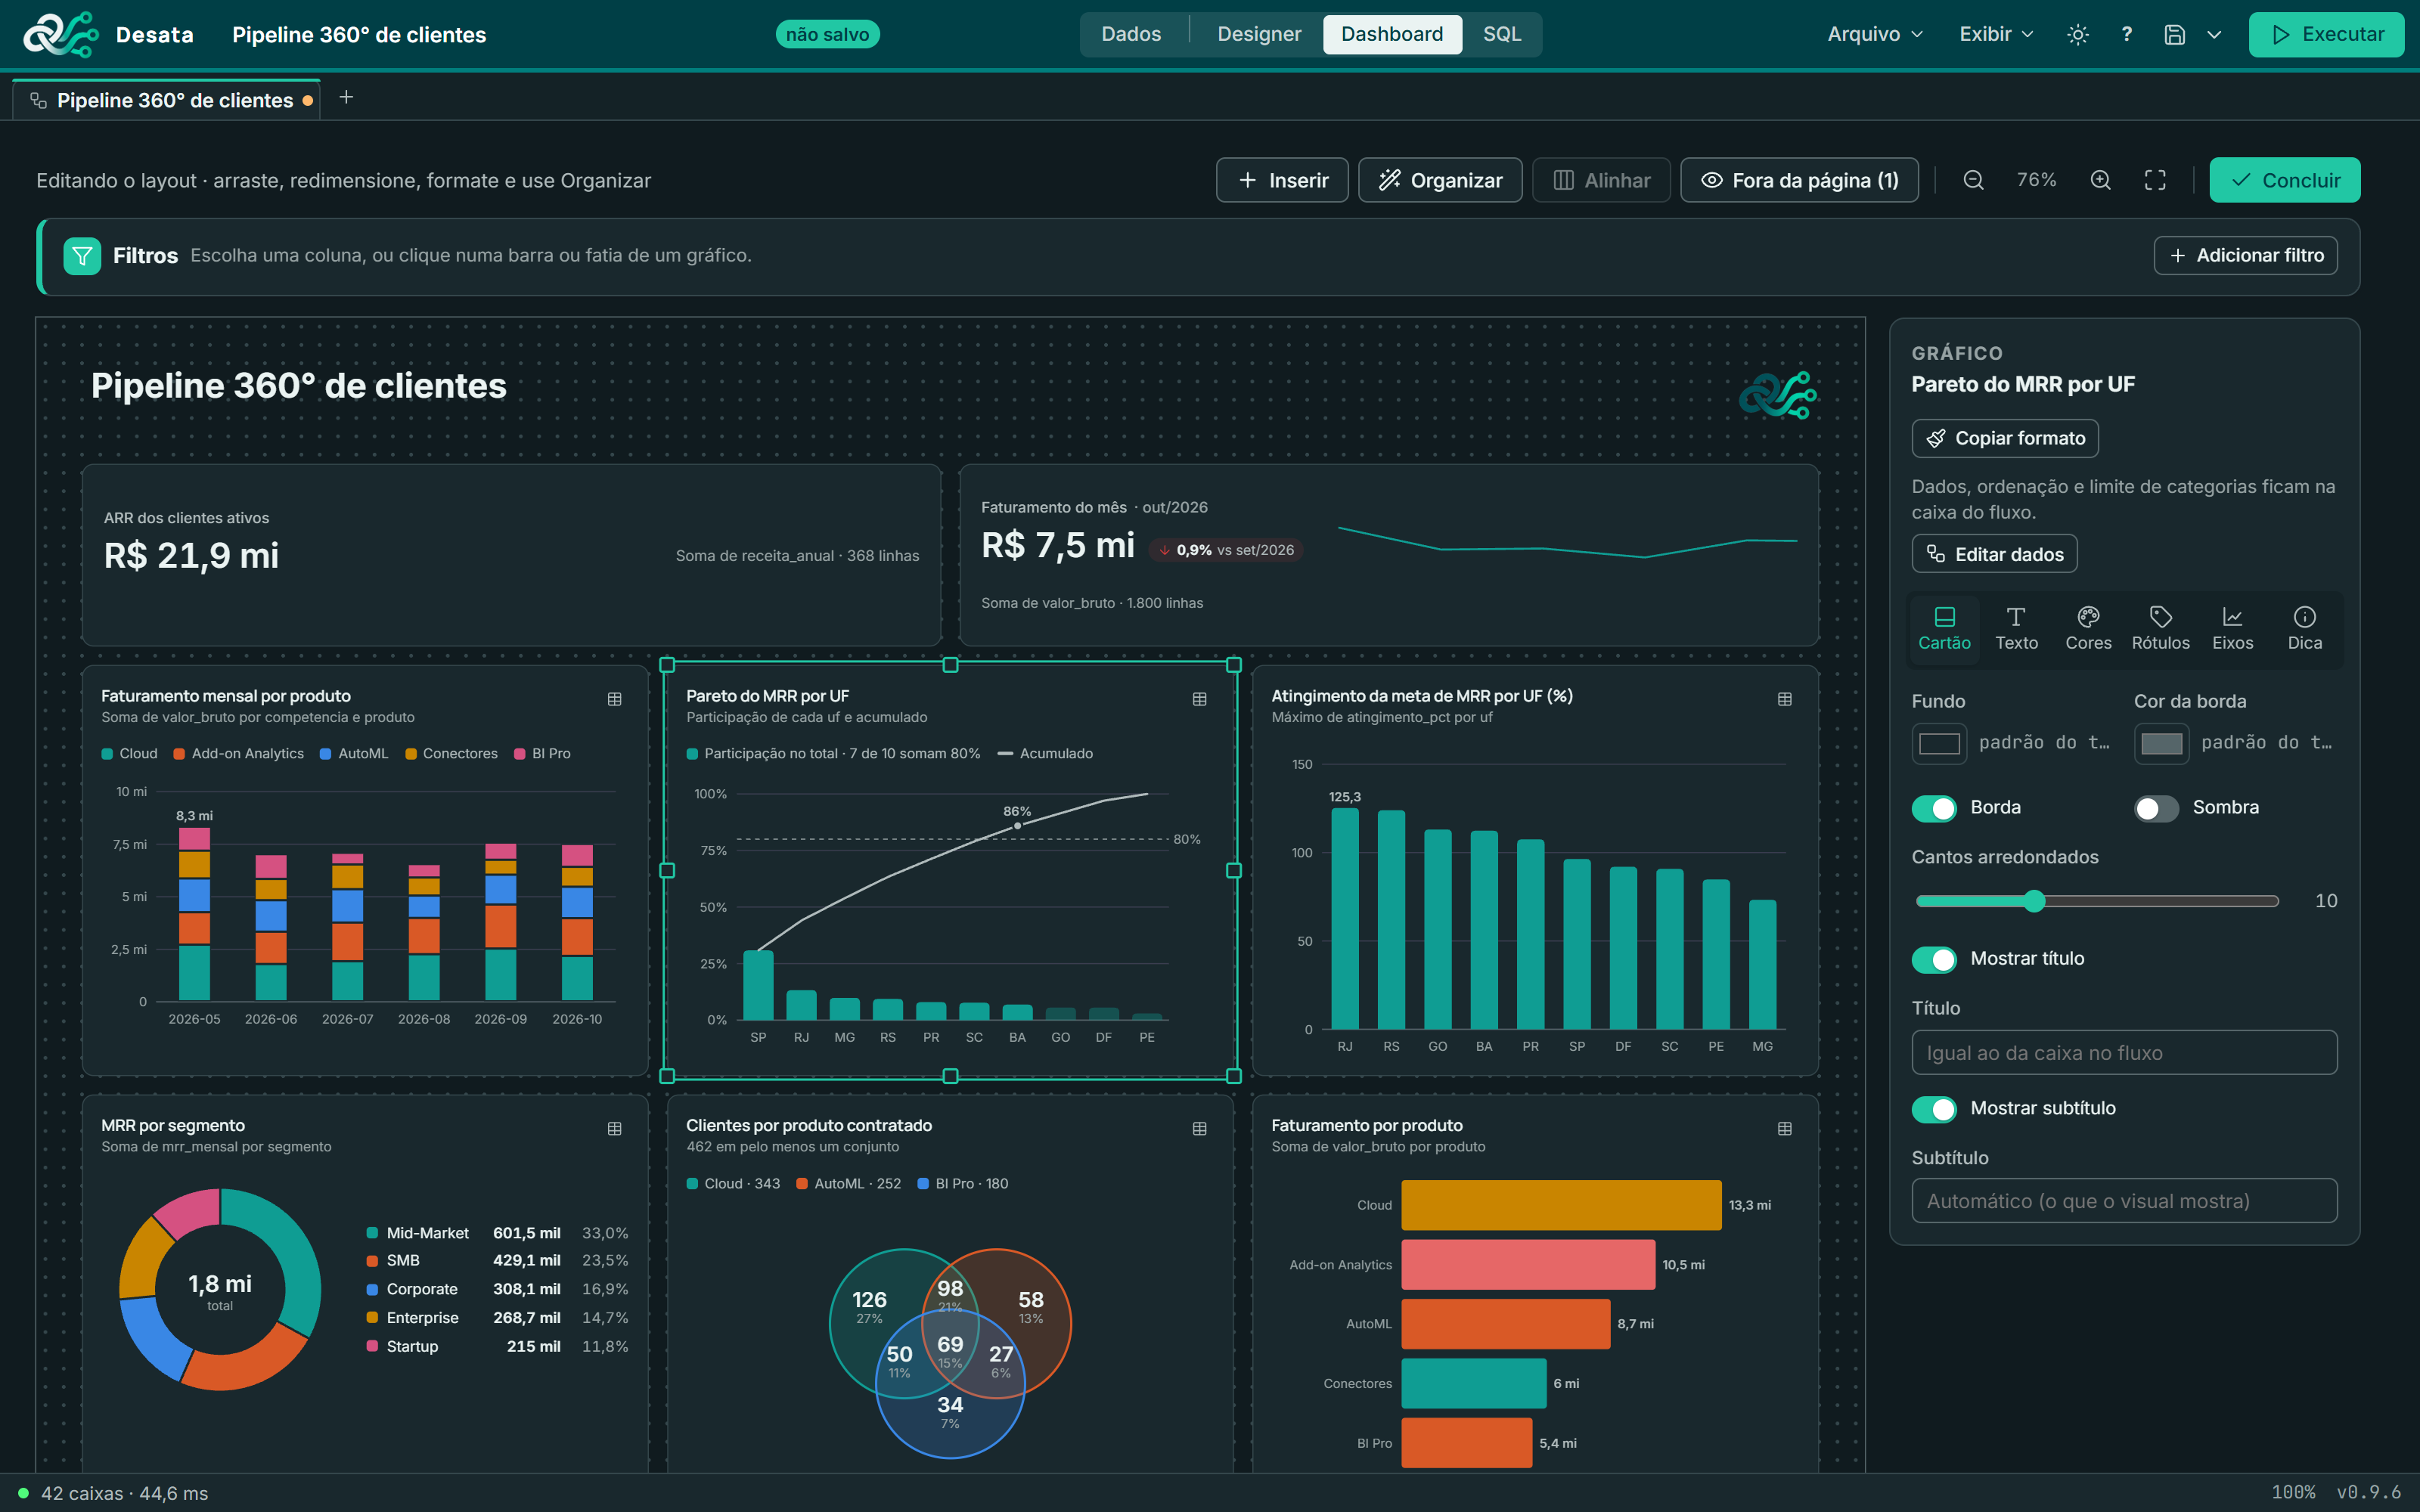 Desata
Pipeline 360° de clientes
não salvo
Dados
Designer
Dashboard
SQL
Arquivo
Exibir
?
Executar
Pipeline 360° de clientes
+
Editando o layout · arraste, redimensione, formate e use Organizar
Inserir
Organizar
Alinhar
Fora da página (1)
76%
Concluir
Filtros
Escolha uma coluna, ou clique numa barra ou fatia de um gráfico.
Adicionar filtro
Pipeline 360° de clientes
ARR dos clientes ativos
R$ 21,9 mi
Soma de receita_anual · 368 linhas
Faturamento do mês · out/2026
R$ 7,5 mi
↓ 0,9% vs set/2026
Soma de valor_bruto · 1.800 linhas
Faturamento mensal por produto
Soma de valor_bruto por competencia e produto
Cloud
Add-on Analytics
AutoML
Conectores
BI Pro
10 mi
8,3 mi
7,5 mi
5 mi
2,5 mi
0
2026-05
2026-06
2026-07
2026-08
2026-09
2026-10
Pareto do MRR por UF
Participação de cada uf e acumulado
Participação no total · 7 de 10 somam 80%
Acumulado
100%
86%
80%
75%
50%
25%
0%
SP
RJ
MG
RS
PR
SC
BA
GO
DF
PE
Atingimento da meta de MRR por UF (%)
Máximo de atingimento_pct por uf
150
125,3
100
50
0
RJ
RS
GO
BA
PR
SP
DF
SC
PE
MG
MRR por segmento
Soma de mrr_mensal por segmento
1,8 mi
total
Mid-Market 601,5 mil 33,0%
SMB 429,1 mil 23,5%
Corporate 308,1 mil 16,9%
Enterprise 268,7 mil 14,7%
Startup 215 mil 11,8%
Clientes por produto contratado
462 em pelo menos um conjunto
Cloud · 343
AutoML · 252
BI Pro · 180
126
27%
98
21%
58
13%
50
11%
69
15%
27
6%
34
7%
Faturamento por produto
Soma de valor_bruto por produto
Cloud 13,3 mi
Add-on Analytics 10,5 mi
AutoML 8,7 mi
Conectores 6 mi
BI Pro 5,4 mi
GRÁFICO
Pareto do MRR por UF
Copiar formato
Dados, ordenação e limite de categorias ficam na
caixa do fluxo.
Editar dados
Cartão
Texto
Cores
Rótulos
Eixos
Dica
Fundo
Cor da borda
padrão do t…
padrão do t…
Borda
Sombra
Cantos arredondados
10
Mostrar título
Título
Igual ao da caixa no fluxo
Mostrar subtítulo
Subtítulo
Automático (o que o visual mostra)
42 caixas · 44,6 ms
100%
v0.9.6